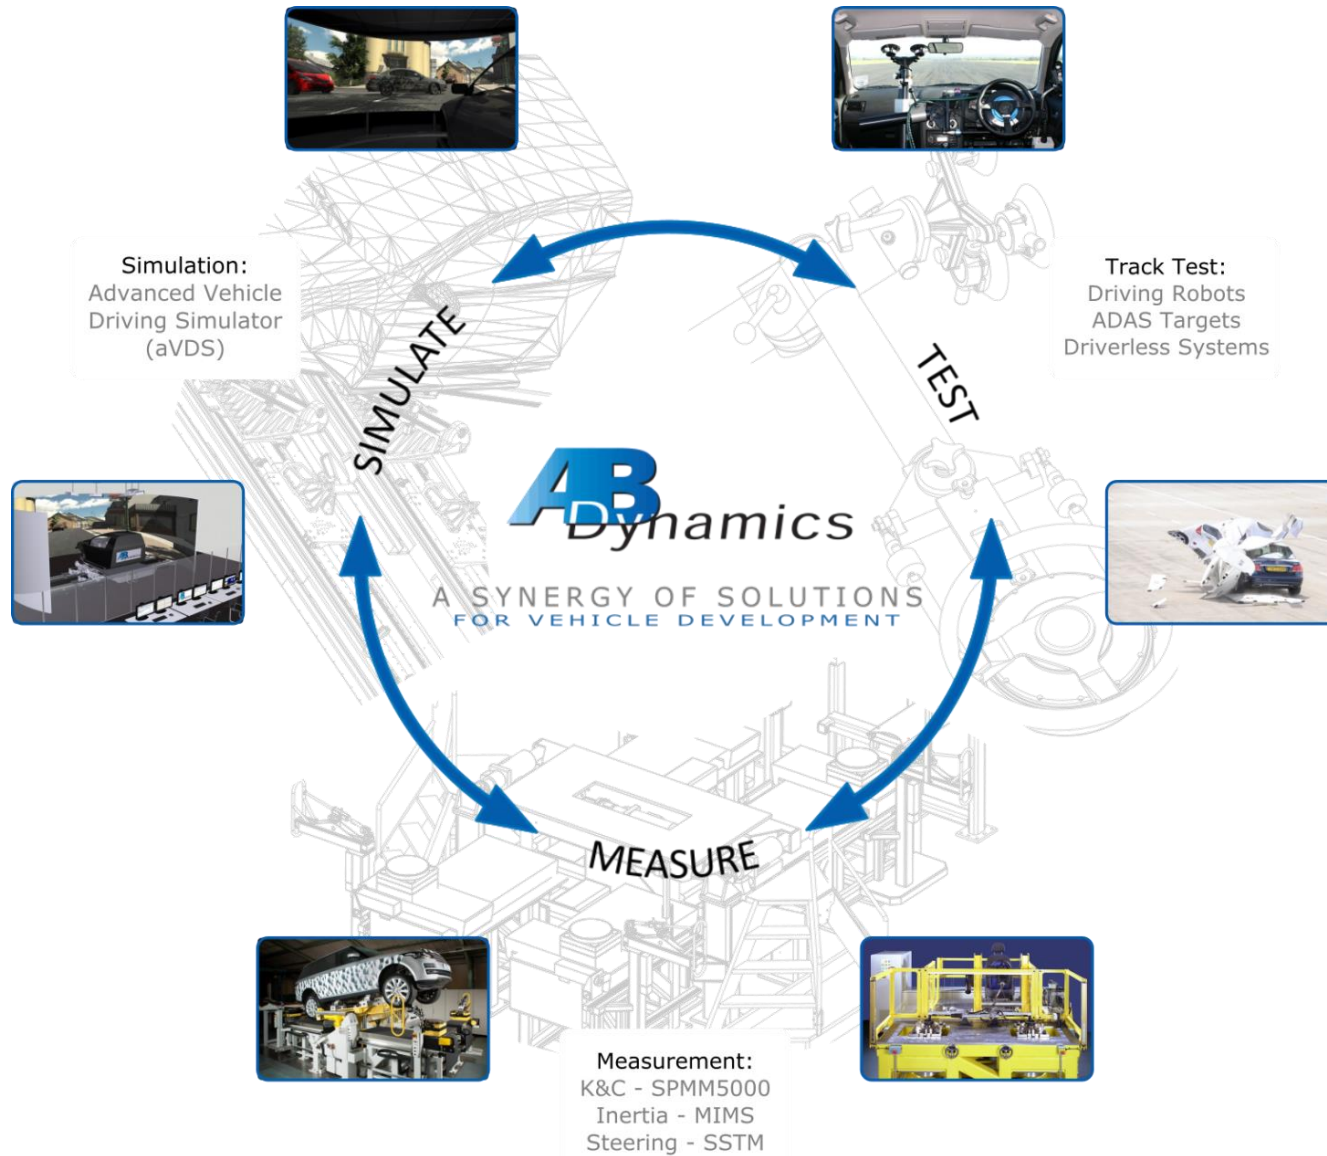 Simulation:
Advanced Vehicle
Driving Simulator
(aVDS)
Track Test:
Driving Robots
ADAS Targets
Driverless Systems
SIMULATE
TEST
AB
Dynamics
A SYNERGY OF SOLUTIONS
FOR VEHICLE DEVELOPMENT
AB
MEASURE
Measurement:
K&C - SPMM5000
Inertia - MIMS
Steering - SSTM